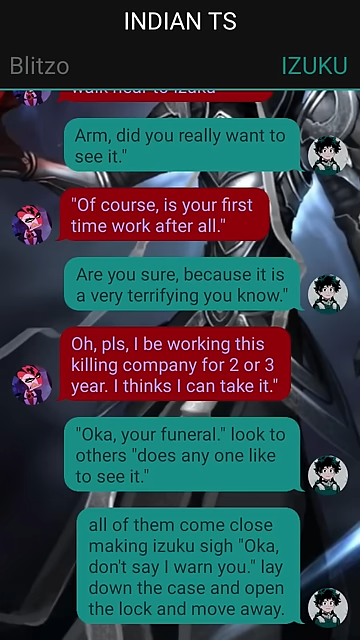 INDIAN TS
Blitzo
IZUKU
walk near to izuku
Arm, did you really want to
see it."
"Of course, is your first
time work after all."
Are you sure, because it is
a very terrifying you know."
Oh, pls, I be working this
killing company for 2 or 3
year. I thinks I can take it."
"Oka, your funeral." look to
others "does any one like
to see it."
all of them come close
making izuku sigh "Oka,
don't say I warn you." lay
down the case and open
the lock and move away.